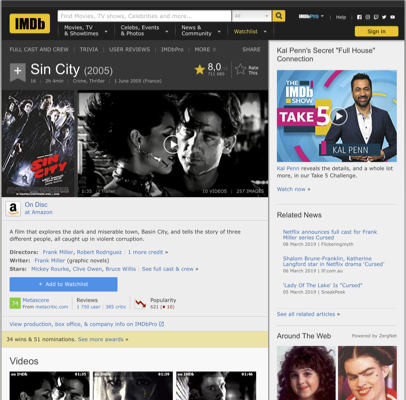 IMDb
Find Movies, TV shows, Celebrities and more...
All
Movies, TV
& Showtimes
Celebs, Events
& Photos
News &
Community
Watchlist
IMDbPro
Help
Sign in
FULL CAST AND CREW | TRIVIA | USER REVIEWS | IMDbPro | MORE
SHARE
+ Sin City (2005)
16 | 2h 4min | Crime, Thriller | 1 June 2005 (France)
8,0
Rate
This
SIN
CITY
1:35 | Trailer
10 VIDEOS | 257 IMAGES
a On Disc
at Amazon
A film that explores the dark and miserable town, Basin City, and tells the story of three
different people, all caught up in violent corruption.
Directors: Frank Miller, Robert Rodriguez | 1 more credit »
Writer: Frank Miller (graphic novels)
Stars: Mickey Rourke, Clive Owen, Bruce Willis | See full cast & crew »
+ Add to Watchlist
74 Metascore
From metacritic.com
Reviews
1 750 user | 385 critic
Popularity
621 ( 10)
View production, box office, & company info on IMDbPro
34 wins & 51 nominations. See more awards »
Videos
01:35
01:09
01:46
Kal Penn's Secret "Full House"
Connection
THE
IMDb
SHOW
TAKE 5
KAL PENN
Kal Penn reveals the details, and a whole lot
more, in our Take 5 Challenge.
Watch now »
Related News
Netflix announces full cast for Frank
Miller series Cursed
08 March 2019 | Flickeringmyth
Shalom Brune-Franklin, Katherine
Langford star in Netflix drama 'Cursed'
06 March 2019 | IF.com.au
'Lady Of The Lake Is "Cursed"
05 March 2019 | SneakPeek
See all related articles »
Around The Web
Powered by ZergNet